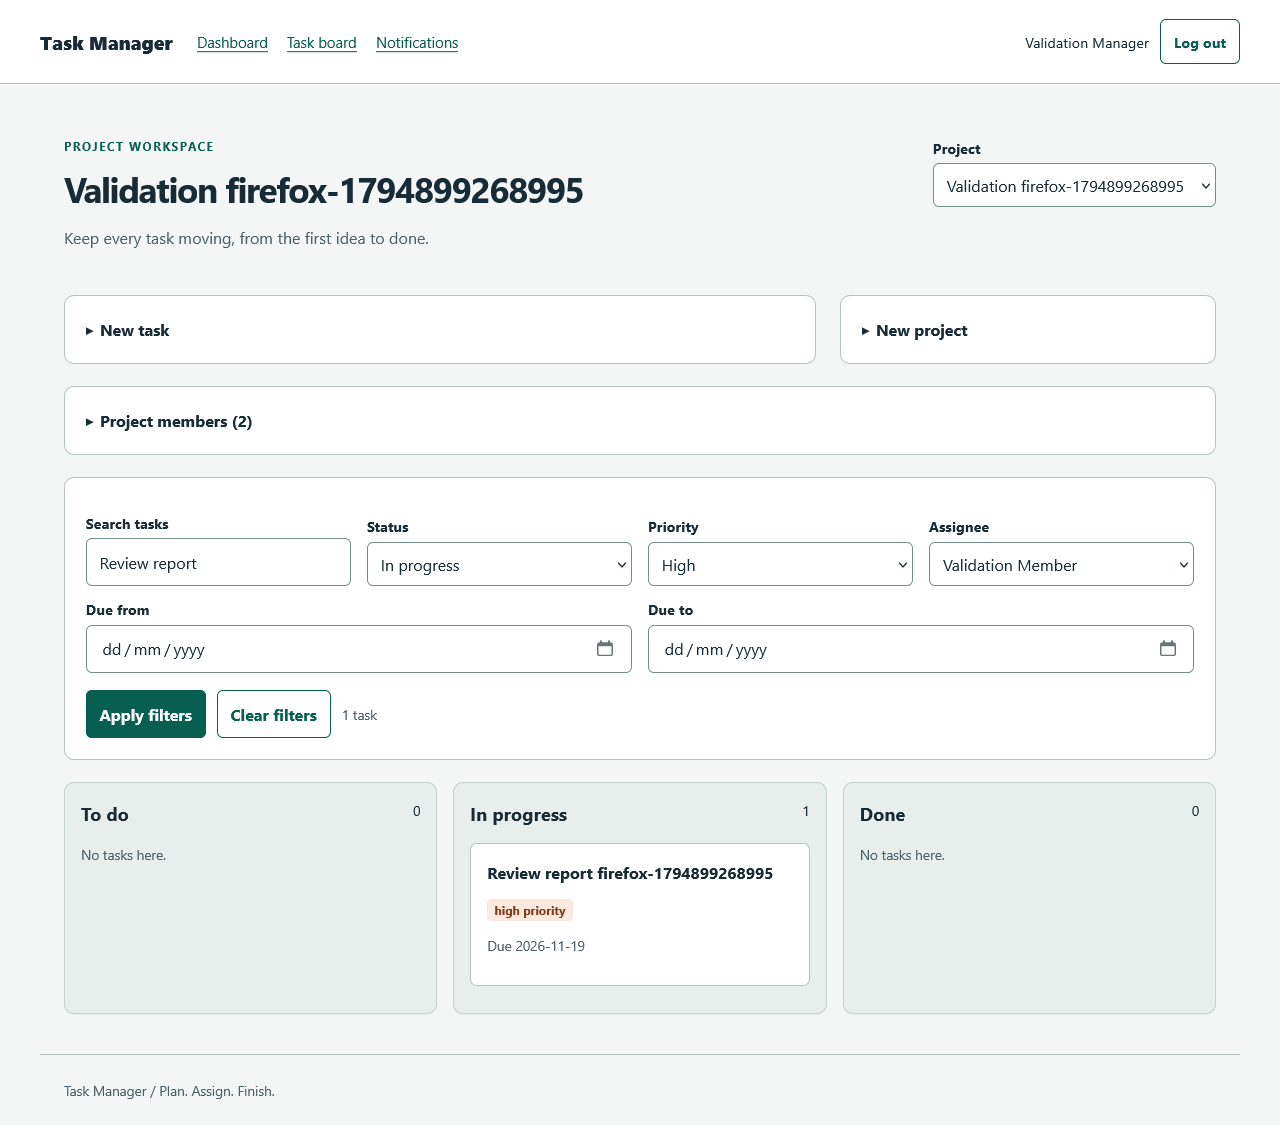 Task Manager Dashboard Task board Notifications Validation Manager Log out
PROJECT WORKSPACE
Validation firefox-1794899268995
Keep every task moving, from the first idea to done.
Project
Validation firefox-1794899268995
▸ New task
▸ New project
▸ Project members (2)
Search tasks
Review report
Status
In progress
Priority
High
Assignee
Validation Member
Due from
dd / mm / yyyy
Due to
dd / mm / yyyy
Apply filters Clear filters 1 task
To do 0
No tasks here.
In progress 1
Review report firefox-1794899268995
high priority
Due 2026-11-19
Done 0
No tasks here.
Task Manager / Plan. Assign. Finish.